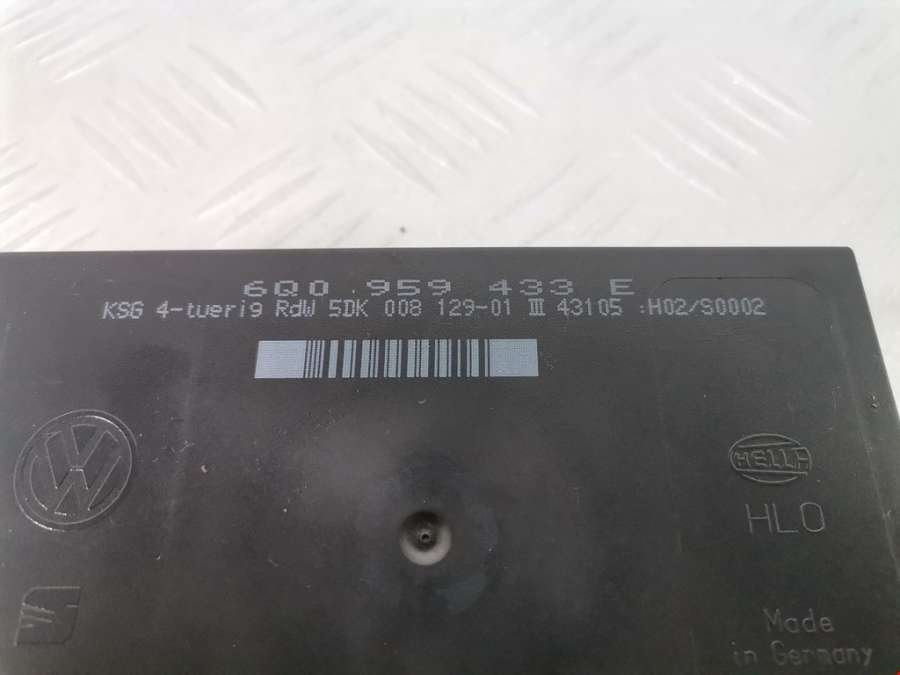 6Q0 959 433 E
KSG 4-tuerig RdW 5DK 008 129-01 III 43105 :H02/S0002
VW
HELLA
HLO
S
Made
in Germany